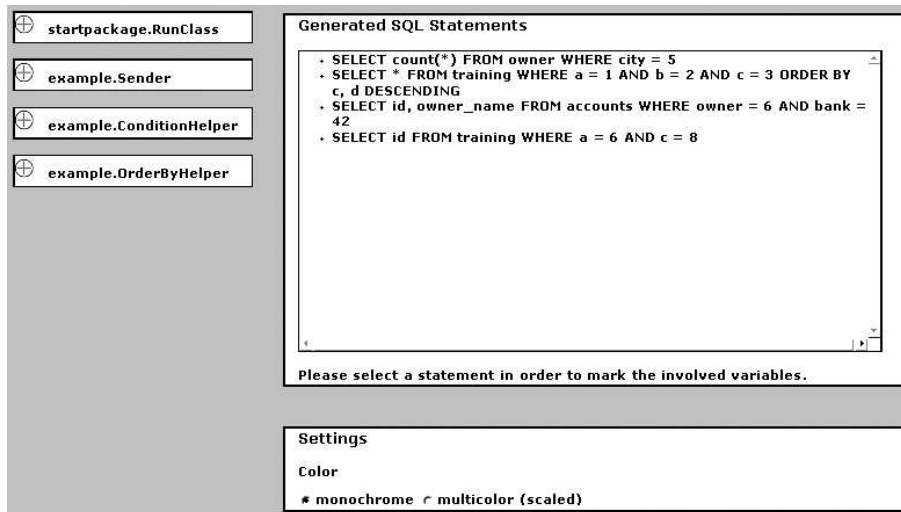 startpackage.RunClass
example.Sender
example.ConditionHelper
example.OrderByHelper
Generated SQL Statements
SELECT count(*) FROM owner WHERE city = 5
SELECT * FROM training WHERE a = 1 AND b = 2 AND c = 3 ORDER BY
c, d DESCENDING
SELECT id, owner_name FROM accounts WHERE owner = 6 AND bank =
42
SELECT id FROM training WHERE a = 6 AND c = 8
Please select a statement in order to mark the involved variables.
Settings
Color
monochrome multicolor (scaled)